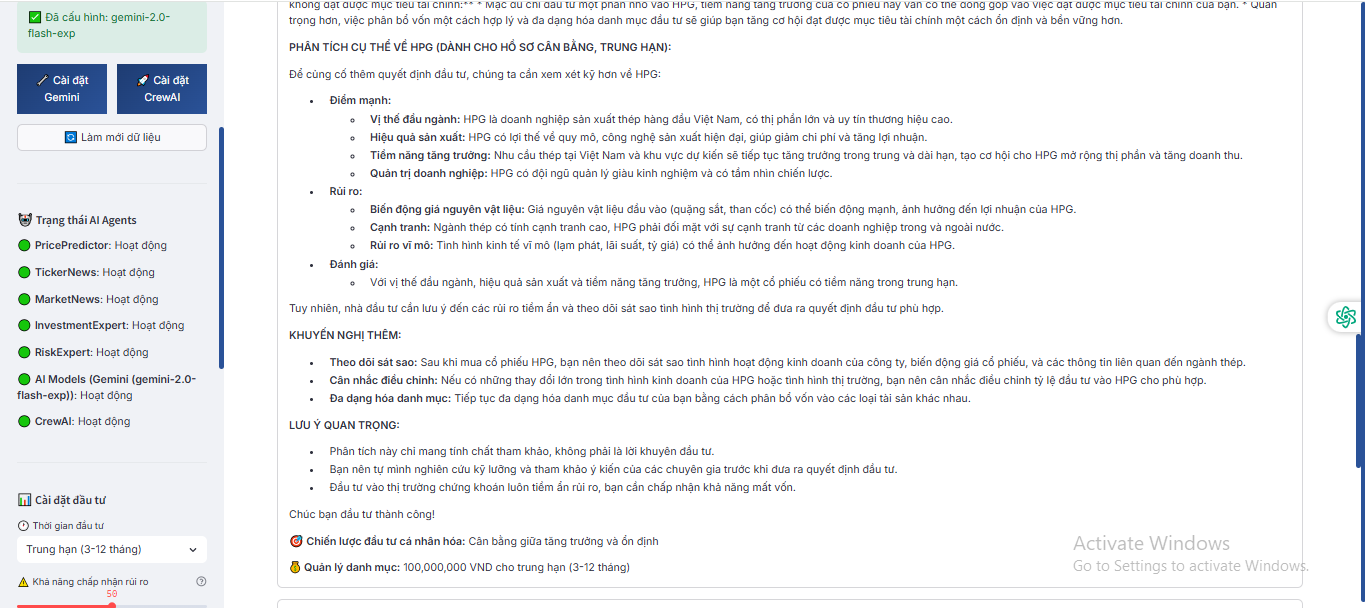 ✅ Đã cấu hình: gemini-2.0-
flash-exp
Cài đặt
Gemini
🚀 Cài đặt
CrewAI
🔄 Làm mới dữ liệu
Trạng thái AI Agents
🟢 PricePredictor: Hoạt động
🟢 TickerNews: Hoạt động
🟢 MarketNews: Hoạt động
🟢 InvestmentExpert: Hoạt động
🟢 RiskExpert: Hoạt động
🟢 AI Models (Gemini (gemini-2.0-
flash-exp)): Hoạt động
🟢 CrewAI: Hoạt động
📊 Cài đặt đầu tư
Thời gian đầu tư
Trung hạn (3-12 tháng)
⚠️ Khả năng chấp nhận rủi ro
50
không đạt được mục tiêu tài chính:** * Mặc dù chỉ đầu tư một phần nhỏ vào HPG, tiềm năng tăng trưởng của cổ phiếu này vẫn có thể đóng góp vào việc đạt được mục tiêu tài chính của bạn. * Quan
trọng hơn, việc phân bổ vốn một cách hợp lý và đa dạng hóa danh mục đầu tư sẽ giúp bạn tăng cơ hội đạt được mục tiêu tài chính một cách ổn định và bền vững hơn.
PHÂN TÍCH CỤ THỂ VỀ HPG (DÀNH CHO HỒ SƠ CÂN BẰNG, TRUNG HẠN):
Để củng cố thêm quyết định đầu tư, chúng ta cần xem xét kỹ hơn về HPG:
• Điểm mạnh:
◦ Vị thế đầu ngành: HPG là doanh nghiệp sản xuất thép hàng đầu Việt Nam, có thị phần lớn và uy tín thương hiệu cao.
◦ Hiệu quả sản xuất: HPG có lợi thế về quy mô, công nghệ sản xuất hiện đại, giúp giảm chi phí và tăng lợi nhuận.
◦ Tiềm năng tăng trưởng: Nhu cầu thép tại Việt Nam và khu vực dự kiến sẽ tiếp tục tăng trưởng trong trung và dài hạn, tạo cơ hội cho HPG mở rộng thị phần và tăng doanh thu.
◦ Quản trị doanh nghiệp: HPG có đội ngũ quản lý giàu kinh nghiệm và có tầm nhìn chiến lược.
• Rủi ro:
◦ Biến động giá nguyên vật liệu: Giá nguyên vật liệu đầu vào (quặng sắt, than cốc) có thể biến động mạnh, ảnh hưởng đến lợi nhuận của HPG.
◦ Cạnh tranh: Ngành thép có tính cạnh tranh cao, HPG phải đối mặt với sự cạnh tranh từ các doanh nghiệp trong và ngoài nước.
◦ Rủi ro vĩ mô: Tình hình kinh tế vĩ mô (lạm phát, lãi suất, tỷ giá) có thể ảnh hưởng đến hoạt động kinh doanh của HPG.
• Đánh giá:
◦ Với vị thế đầu ngành, hiệu quả sản xuất và tiềm năng tăng trưởng, HPG là một cổ phiếu có tiềm năng trong trung hạn.
Tuy nhiên, nhà đầu tư cần lưu ý đến các rủi ro tiềm ẩn và theo dõi sát sao tình hình thị trường để đưa ra quyết định đầu tư phù hợp.
KHUYẾN NGHỊ THÊM:
• Theo dõi sát sao: Sau khi mua cổ phiếu HPG, bạn nên theo dõi sát sao tình hình hoạt động kinh doanh của công ty, biến động giá cổ phiếu, và các thông tin liên quan đến ngành thép.
• Cân nhắc điều chỉnh: Nếu có những thay đổi lớn trong tình hình kinh doanh của HPG hoặc tình hình thị trường, bạn nên cân nhắc điều chỉnh tỷ lệ đầu tư vào HPG cho phù hợp.
• Đa dạng hóa danh mục: Tiếp tục đa dạng hóa danh mục đầu tư của bạn bằng cách phân bổ vốn vào các loại tài sản khác nhau.
LƯU Ý QUAN TRỌNG:
• Phân tích này chỉ mang tính chất tham khảo, không phải là lời khuyên đầu tư.
• Bạn nên tự mình nghiên cứu kỹ lưỡng và tham khảo ý kiến của các chuyên gia trước khi đưa ra quyết định đầu tư.
• Đầu tư vào thị trường chứng khoán luôn tiềm ẩn rủi ro, bạn cần chấp nhận khả năng mất vốn.
Chúc bạn đầu tư thành công!
🎯 Chiến lược đầu tư cá nhân hóa: Cân bằng giữa tăng trưởng và ổn định
💰 Quản lý danh mục: 100,000,000 VND cho trung hạn (3-12 tháng)
Activate Windows
Go to Settings to activate Windows.